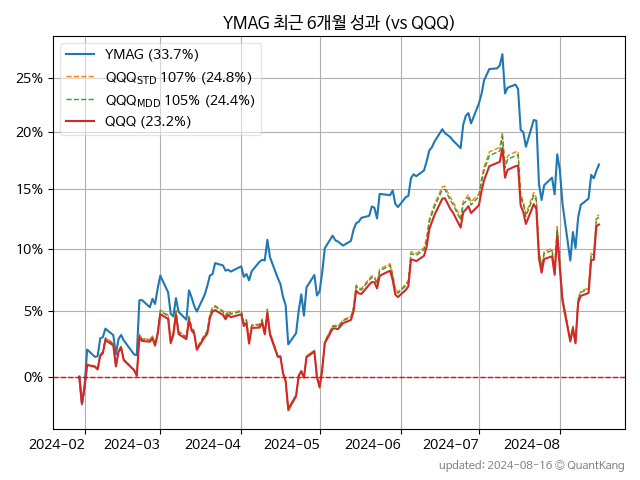 YMAG 최근 6개월 성과 (vs QQQ)
YMAG (33.7%)
QQQSTD 107% (24.8%)
QQQMDD 105% (24.4%)
QQQ (23.2%)
25%
20%
15%
10%
5%
0%
2024-02
2024-03
2024-04
2024-05
2024-06
2024-07
2024-08
updated: 2024-08-16 © QuantKang